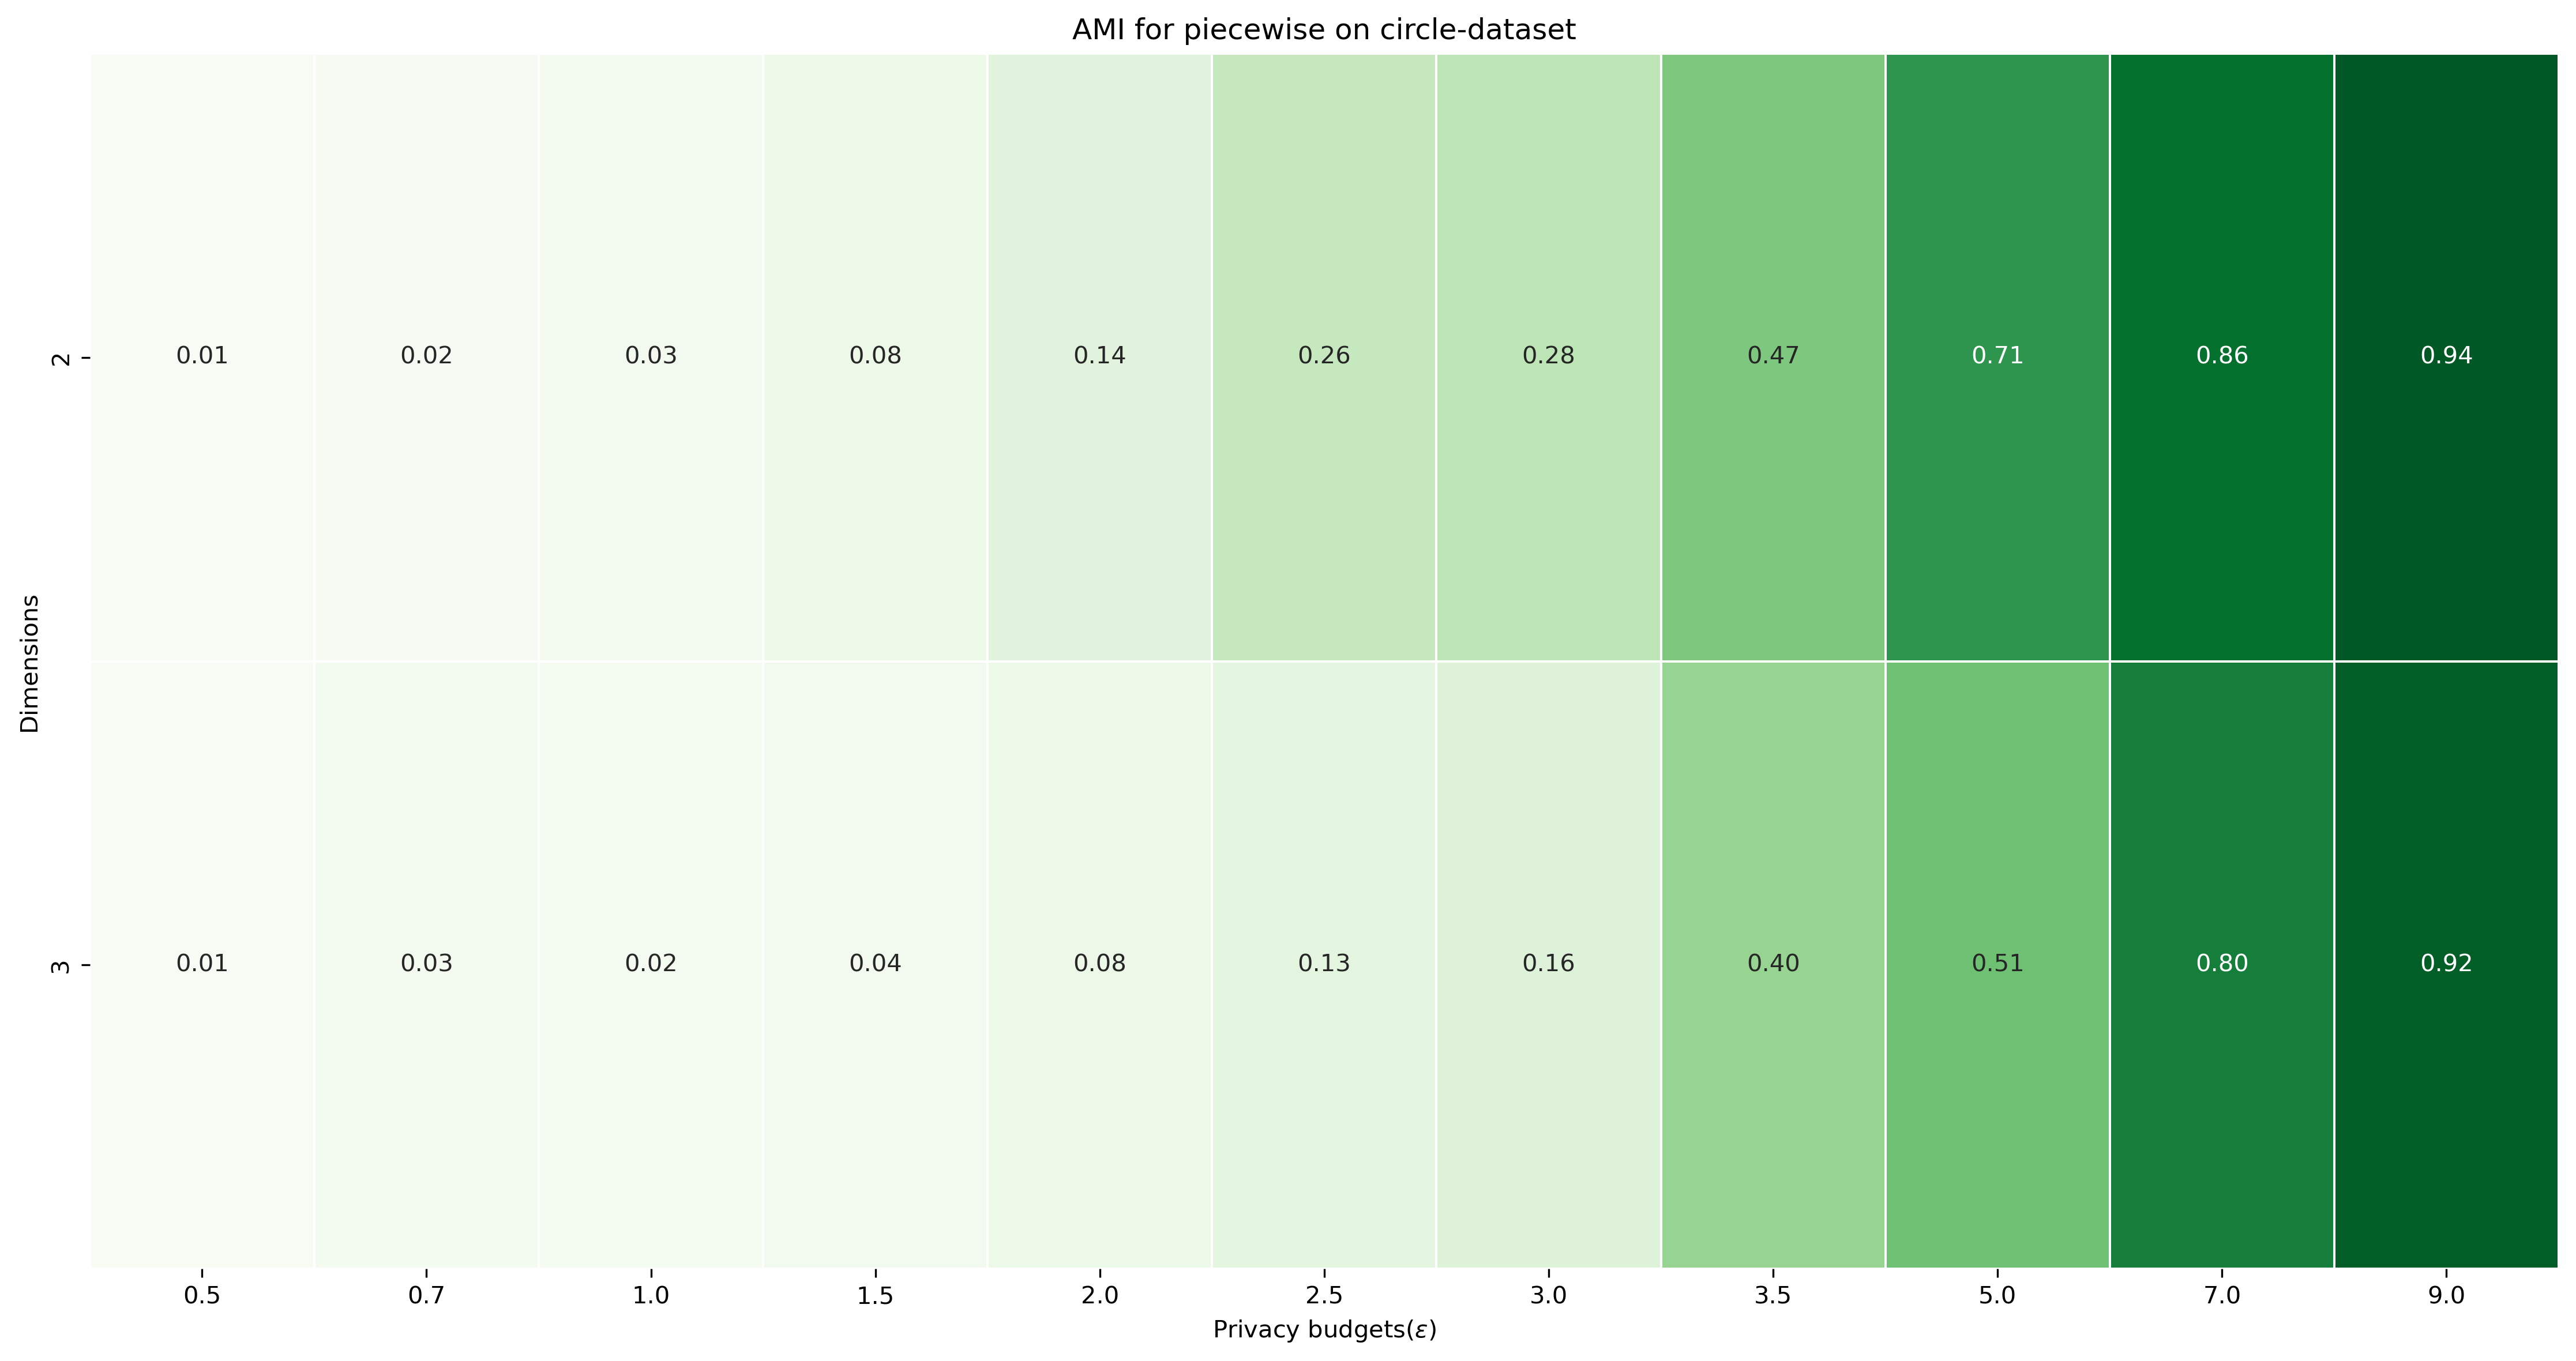 AMI for piecewise on circle-dataset
Dimensions
2
0.01 0.02 0.03 0.08 0.14 0.26 0.28 0.47 0.71 0.86 0.94
3
0.01 0.03 0.02 0.04 0.08 0.13 0.16 0.40 0.51 0.80 0.92
0.5 0.7 1.0 1.5 2.0 2.5 3.0 3.5 5.0 7.0 9.0
Privacy budgets(ε)